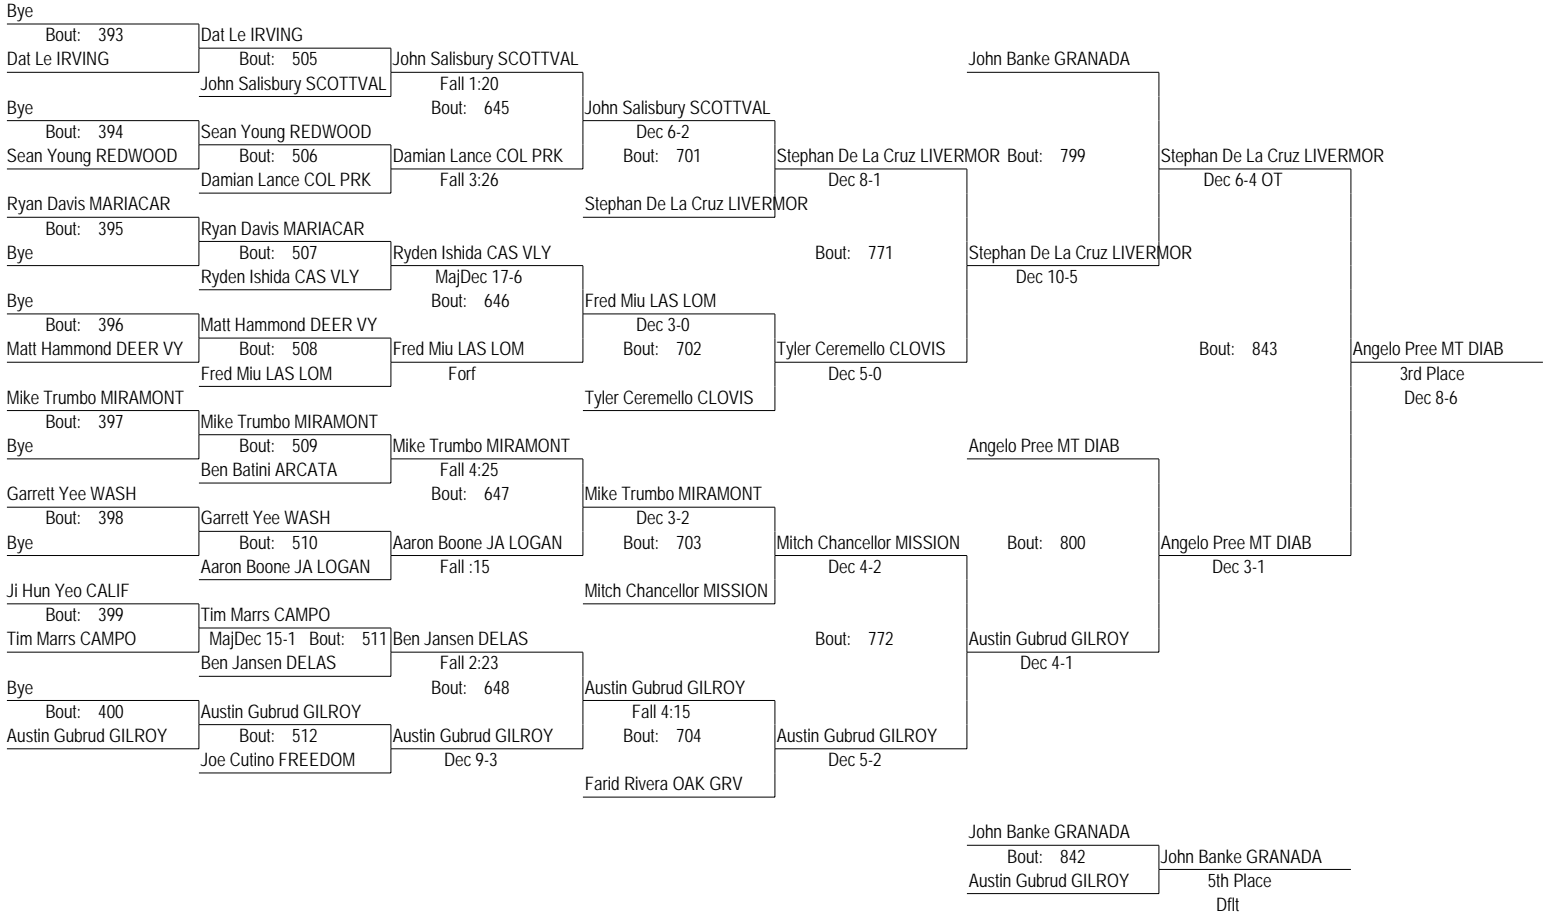 Bye
Bout: 393 Dat Le IRVING
Dat Le IRVING Bout: 505 John Salisbury SCOTTVAL John Banke GRANADA
John Salisbury SCOTTVAL Fall 1:20
Bye Bout: 645 John Salisbury SCOTTVAL
Bout: 394 Sean Young REDWOOD Dec 6-2
Sean Young REDWOOD Bout: 506 Damian Lance COL PRK Bout: 701 Stephan De La Cruz LIVERMOR Bout: 799 Stephan De La Cruz LIVERMOR
Damian Lance COL PRK Fall 3:26 Dec 8-1 Dec 6-4 OT
Ryan Davis MARIACAR Stephan De La Cruz LIVERMOR
Bout: 395 Ryan Davis MARIACAR
Bye Bout: 507 Ryden Ishida CAS VLY Bout: 771 Stephan De La Cruz LIVERMOR
Ryden Ishida CAS VLY MajDec 17-6 Dec 10-5
Bye Bout: 646 Fred Miu LAS LOM
Bout: 396 Matt Hammond DEER VY Dec 3-0
Matt Hammond DEER VY Bout: 508 Fred Miu LAS LOM Bout: 702 Tyler Ceremello CLOVIS Bout: 843 Angelo Pree MT DIAB
Fred Miu LAS LOM Forf Dec 5-0 3rd Place
Mike Trumbo MIRAMONT Tyler Ceremello CLOVIS Dec 8-6
Bout: 397 Mike Trumbo MIRAMONT
Bye Bout: 509 Mike Trumbo MIRAMONT Angelo Pree MT DIAB
Ben Batini ARCATA Fall 4:25
Garrett Yee WASH Bout: 647 Mike Trumbo MIRAMONT
Bout: 398 Garrett Yee WASH Dec 3-2
Bye Bout: 510 Aaron Boone JA LOGAN Bout: 703 Mitch Chancellor MISSION Bout: 800 Angelo Pree MT DIAB
Aaron Boone JA LOGAN Fall :15 Dec 4-2 Dec 3-1
Ji Hun Yeo CALIF Mitch Chancellor MISSION
Bout: 399 Tim Marrs CAMPO
Tim Marrs CAMPO MajDec 15-1 Bout: 511 Ben Jansen DELAS Bout: 772 Austin Gubrud GILROY
Ben Jansen DELAS Fall 2:23 Dec 4-1
Bye Bout: 648 Austin Gubrud GILROY
Bout: 400 Austin Gubrud GILROY Fall 4:15
Austin Gubrud GILROY Bout: 512 Austin Gubrud GILROY Bout: 704 Austin Gubrud GILROY
Joe Cutino FREEDOM Dec 9-3 Dec 5-2
Farid Rivera OAK GRV
John Banke GRANADA
Bout: 842 John Banke GRANADA
Austin Gubrud GILROY 5th Place
Dflt